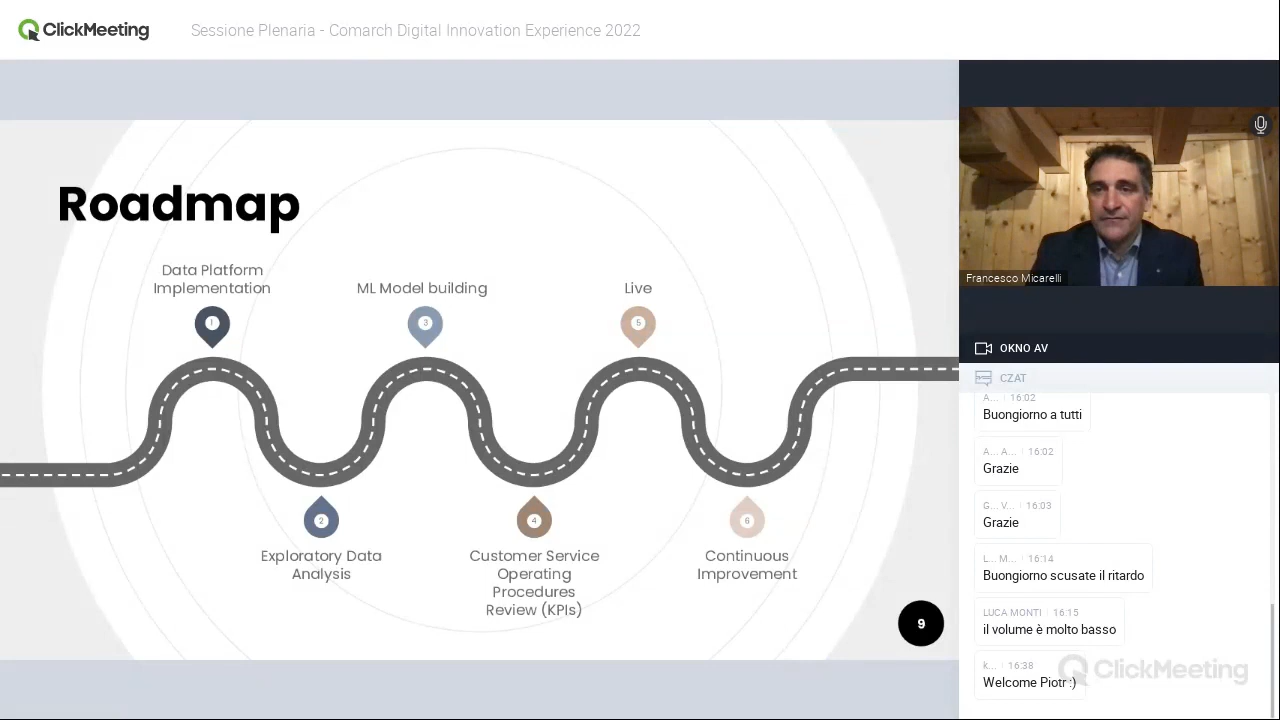 ClickMeeting
Sessione Plenaria - Comarch Digital Innovation Experience 2022
Roadmap
Data Platform
Implementation
1
ML Model building
3
Live
5
2
Exploratory Data
Analysis
4
Customer Service
Operating
Procedures
Review (KPIs)
6
Continuous
Improvement
9
Francesco Micarelli
OKNO AV
CZAT
A... 16:02
Buongiorno a tutti
A... A... 16:02
Grazie
G... V... 16:03
Grazie
L... M... 16:14
Buongiorno scusate il ritardo
LUCA MONTI 16:15
il volume è molto basso
k... 16:38
Welcome Piotr :)
ClickMeeting